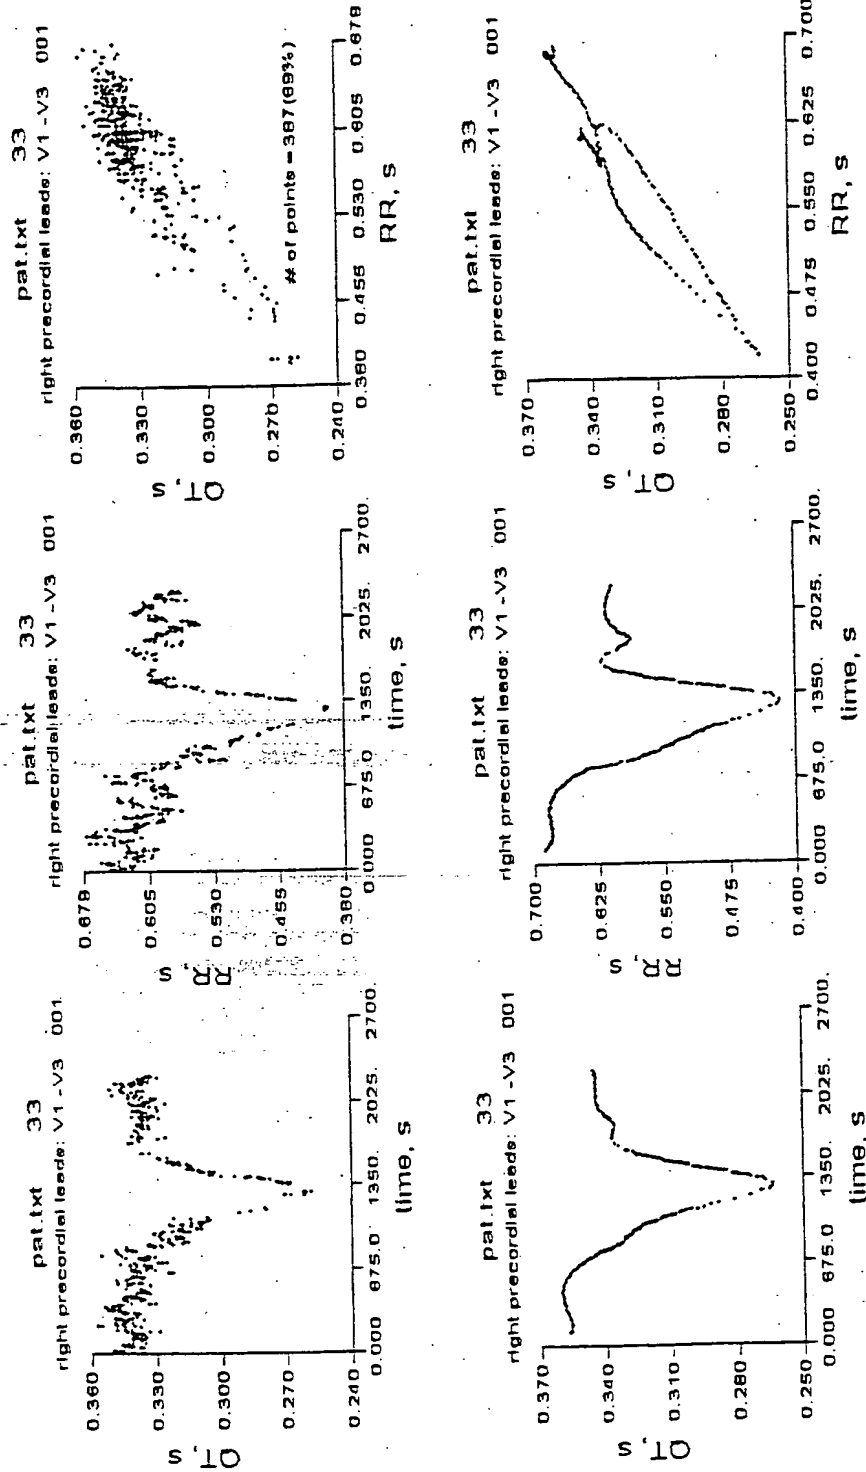 pat.txt 33
right precordial leads: V1-V3 001
QT, s
0.360
0.330
0.300
0.270
0.240
0.000 675.0 1350. 2025. 2700.
time, s
pat.txt 33
right precordial leads: V1-V3 001
RR, s
0.679
0.605
0.530
0.455
0.380
0.000 675.0 1350. 2025. 2700.
time, s
pat.txt 33
right precordial leads: V1-V3 001
QT, s
0.360
0.330
0.300
0.270
0.240
# of points = 387(69%)
0.380 0.455 0.530 0.605 0.679
RR, s
pat.txt 33
right precordial leads: V1-V3 001
QT, s
0.370
0.340
0.310
0.280
0.250
0.000 675.0 1350. 2025. 2700.
time, s
pat.txt 33
right precordial leads: V1-V3 001
RR, s
0.700
0.625
0.550
0.475
0.400
0.000 675.0 1350. 2025. 2700.
time, s
pat.txt 33
right precordial leads: V1-V3 001
QT, s
0.370
0.340
0.310
0.280
0.250
0.400 0.475 0.550 0.625 0.700
RR, s